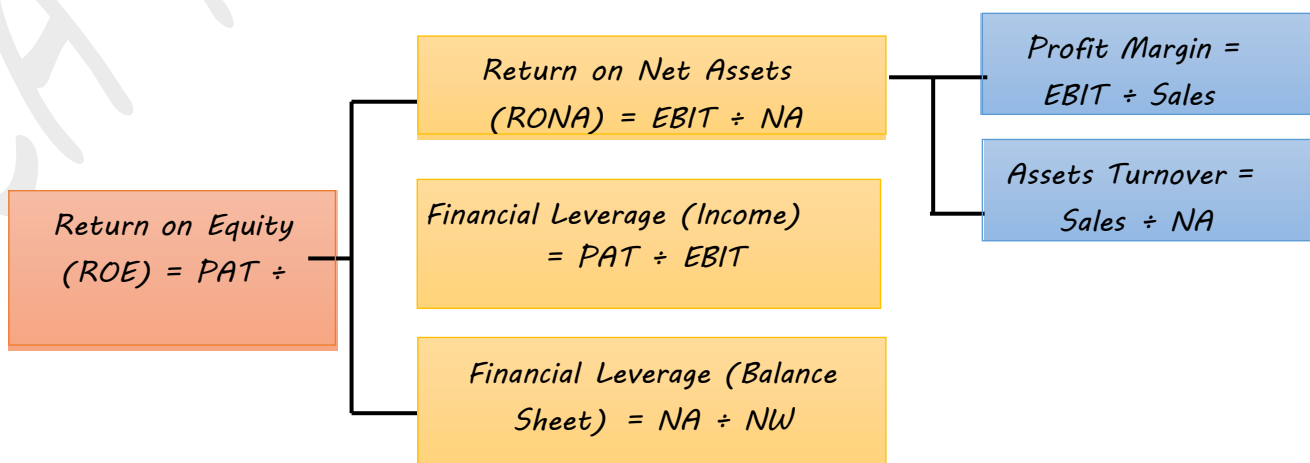 Return on Equity
(ROE) = PAT ÷
Return on Net Assets
(RONA) = EBIT ÷ NA
Financial Leverage (Income)
= PAT ÷ EBIT
Financial Leverage (Balance
Sheet) = NA ÷ NW
Profit Margin =
EBIT ÷ Sales
Assets Turnover =
Sales ÷ NA